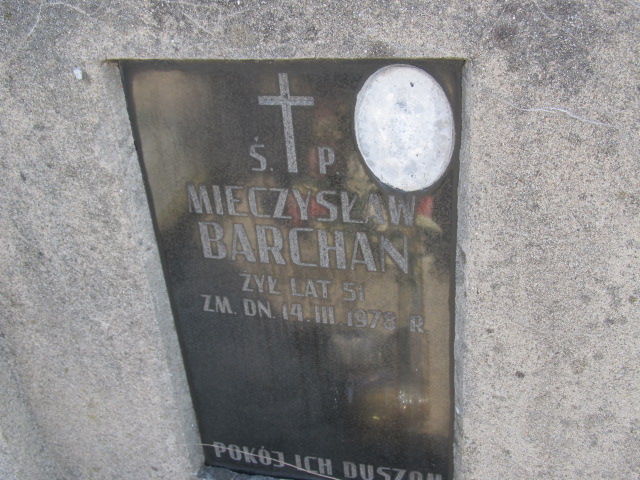 Ś. P
MIECZYSŁAW
BARCHAN
ŻYŁ LAT 51
ZM. DN. 14.III 1978 R.
POKÓJ ICH DUSZOM